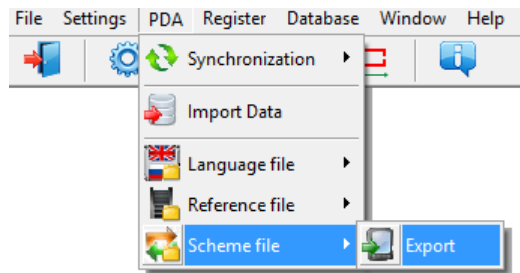 File Settings PDA Register Database Window Help
Synchronization
Import Data
Language file
Reference file
Scheme file Export